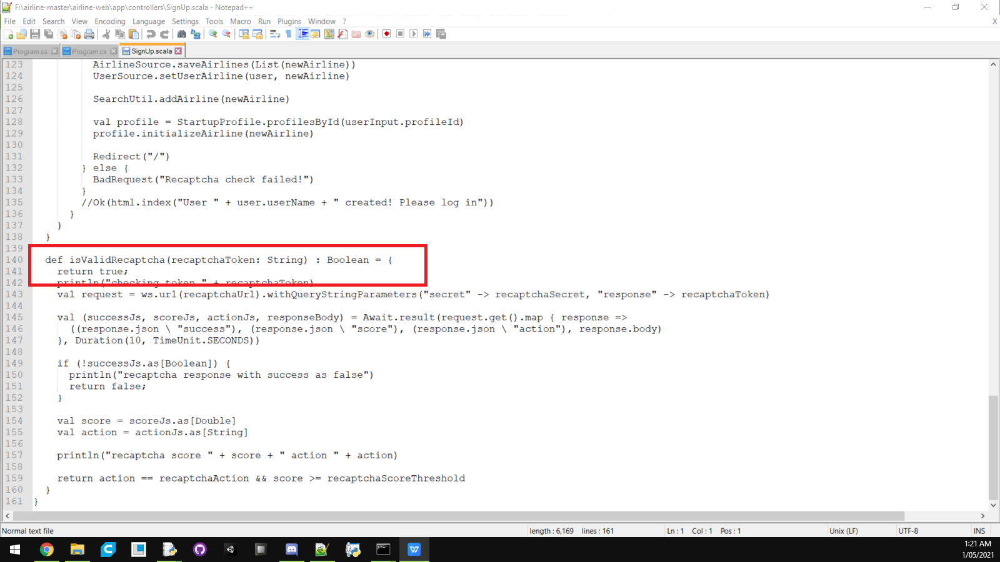 F:\airline-master\airline-web\app\controllers\SignUp.scala - Notepad++
File Edit Search View Encoding Language Settings Tools Macro Run Plugins Window ? X
Program.cs Program.cs SignUp.scala
123 AirlineSource.saveAirlines(List(newAirline))
124 UserSource.setUserAirline(user, newAirline)
125
126 SearchUtil.addAirline(newAirline)
127
128 val profile = StartupProfile.profilesById(userInput.profileId)
129 profile.initializeAirline(newAirline)
130
131 Redirect("/")
132 } else {
133 BadRequest("Recaptcha check failed!")
134 }
135 //Ok(html.index("User " + user.userName + " created! Please log in"))
136 }
137 )
138 }
139
140 def isValidRecaptcha(recaptchaToken: String) : Boolean = {
141 return true;
142 println("checking token " + recaptchaToken)
143 val request = ws.url(recaptchaUrl).withQueryStringParameters("secret" -> recaptchaSecret, "response" -> recaptchaToken)
144
145 val (successJs, scoreJs, actionJs, responseBody) = Await.result(request.get().map { response =>
146 ((response.json \ "success"), (response.json \ "score"), (response.json \ "action"), response.body)
147 }, Duration(10, TimeUnit.SECONDS))
148
149 if (!successJs.as[Boolean]) {
150 println("recaptcha response with success as false")
151 return false;
152 }
153
154 val score = scoreJs.as[Double]
155 val action = actionJs.as[String]
156
157 println("recaptcha score " + score + " action " + action)
158
159 return action == recaptchaAction && score >= recaptchaScoreThreshold
160 }
161 }
Normal text file length : 6,169 lines : 161 Ln : 1 Col : 1 Pos : 1 Unix (LF) UTF-8 INS
1:21 AM
1/05/2021